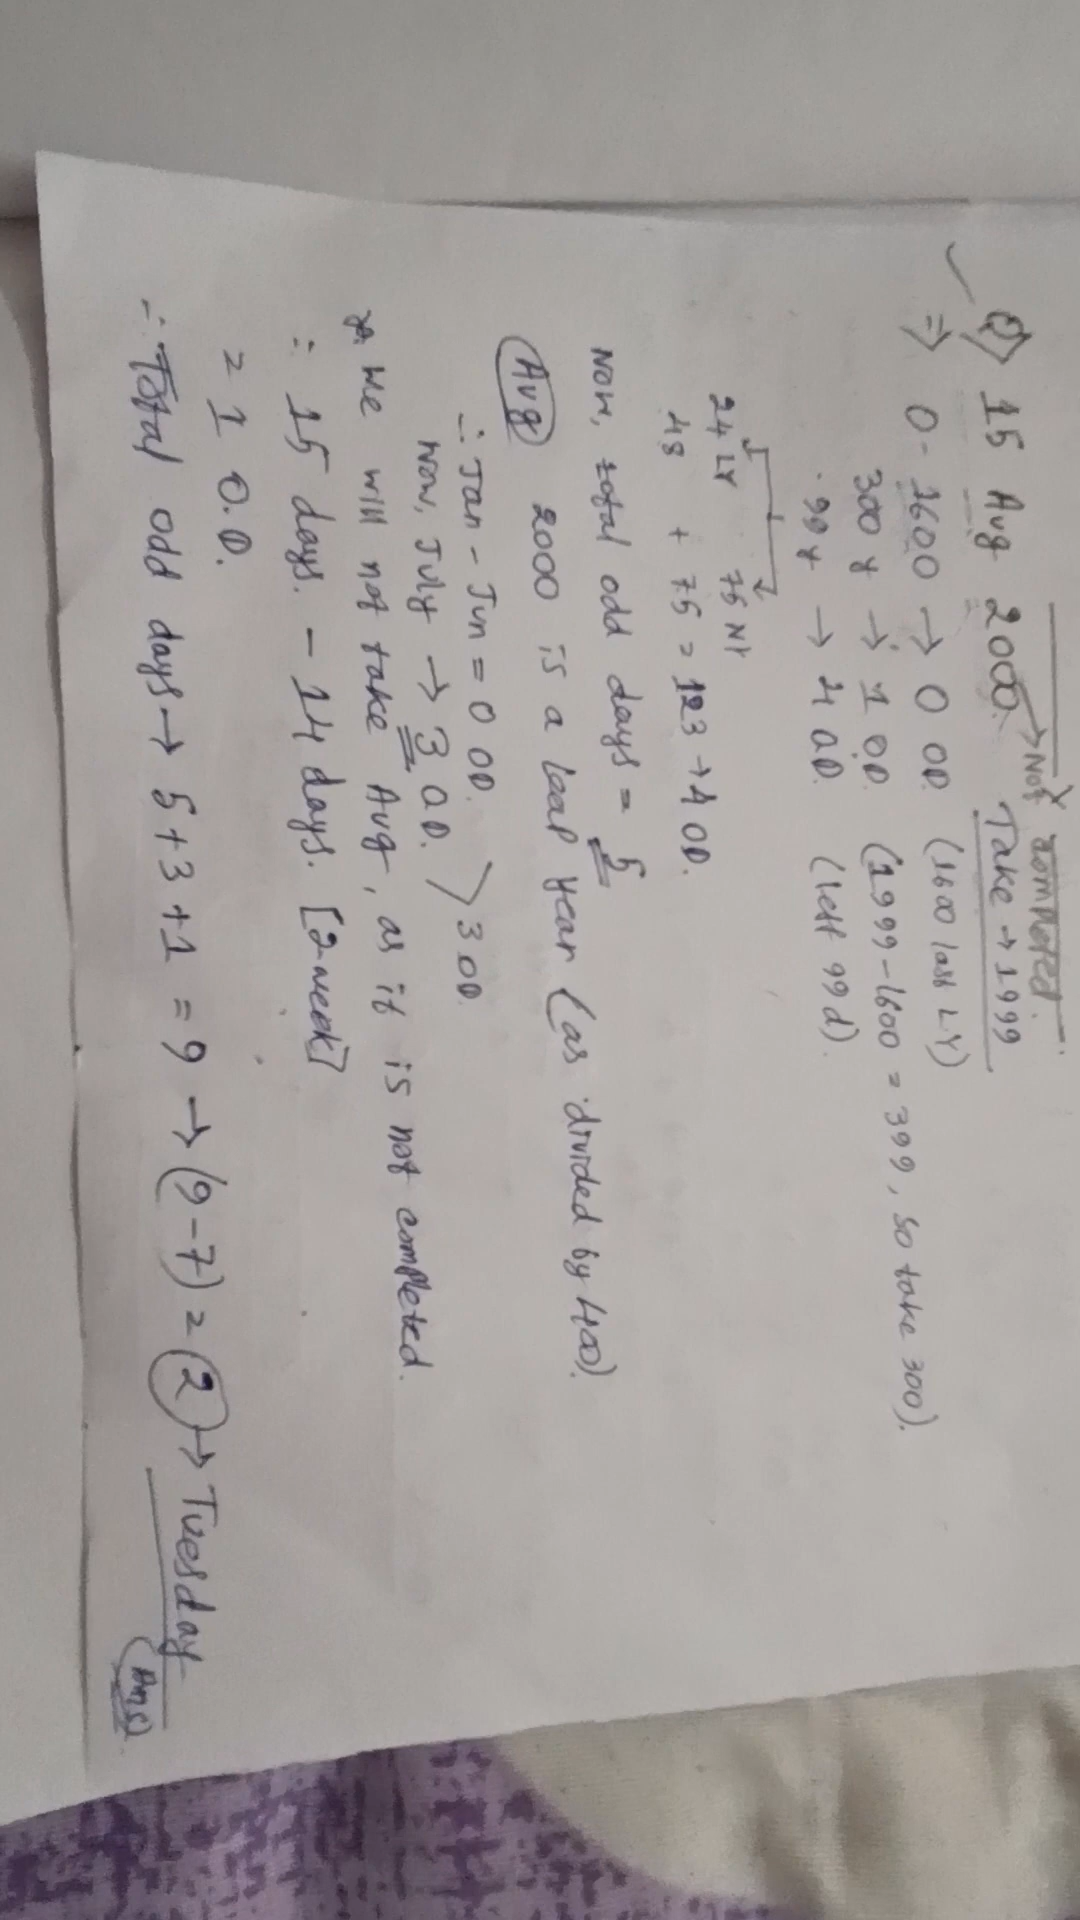 Q> 15 Aug 2000. → Not completed.
Take → 1999
⇒ 0 - 1600 → 0 OD (1600 last LY)
300 y → 1 OD (1999-1600 = 399, so take 300).
99y → 4 OD. (left 99d).
24 LY 75 NY
48 + 75 = 123 → 4 OD.
Now, total odd days = 5
Aug 2000 is a leap year (as divided by 400).
∴ Jan - Jun = 0 OD.
Now, July → 3 OD. > 3 OD.
* We will not take Aug, as it is not completed.
∴ 15 days. - 14 days. [2 week]
= 1 O.D.
∴ Total odd days → 5 + 3 + 1 = 9 → (9-7) = 2 → Tuesday (Ans)